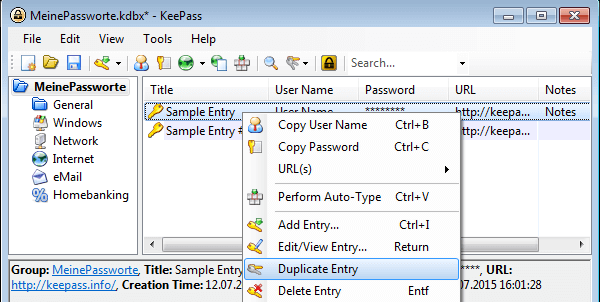 MeinePassworte.kdbx* - KeePass
File Edit View Tools Help
Search...
MeinePassworte
General
Windows
Network
Internet
eMail
Homebanking
Title User Name Password URL Notes
Sample Entry User Name ******** http://keepa... Notes
Sample Entry # http://keepa...
Copy User Name Ctrl+B
Copy Password Ctrl+C
URL(s)
Perform Auto-Type Ctrl+V
Add Entry... Ctrl+I
Edit/View Entry... Return
Duplicate Entry
Delete Entry Entf
Group: MeinePassworte, Title: Sample Entry ****, URL:
http://keepass.info/, Creation Time: 12.07.2 07.2015 16:01:28